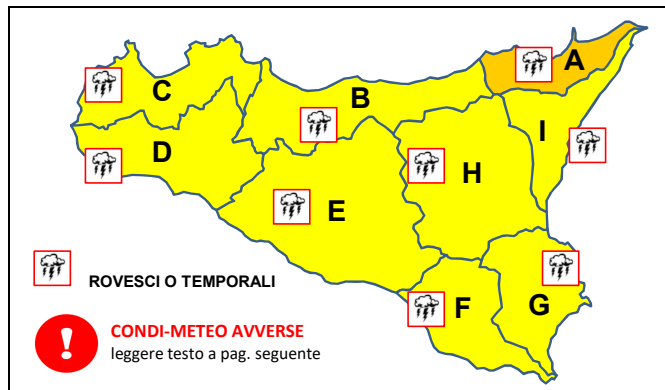 A
C
B
I
D
H
E
F
G
ROVESCI O TEMPORALI
!
CONDI-METEO AVVERSE
leggere testo a pag. seguente